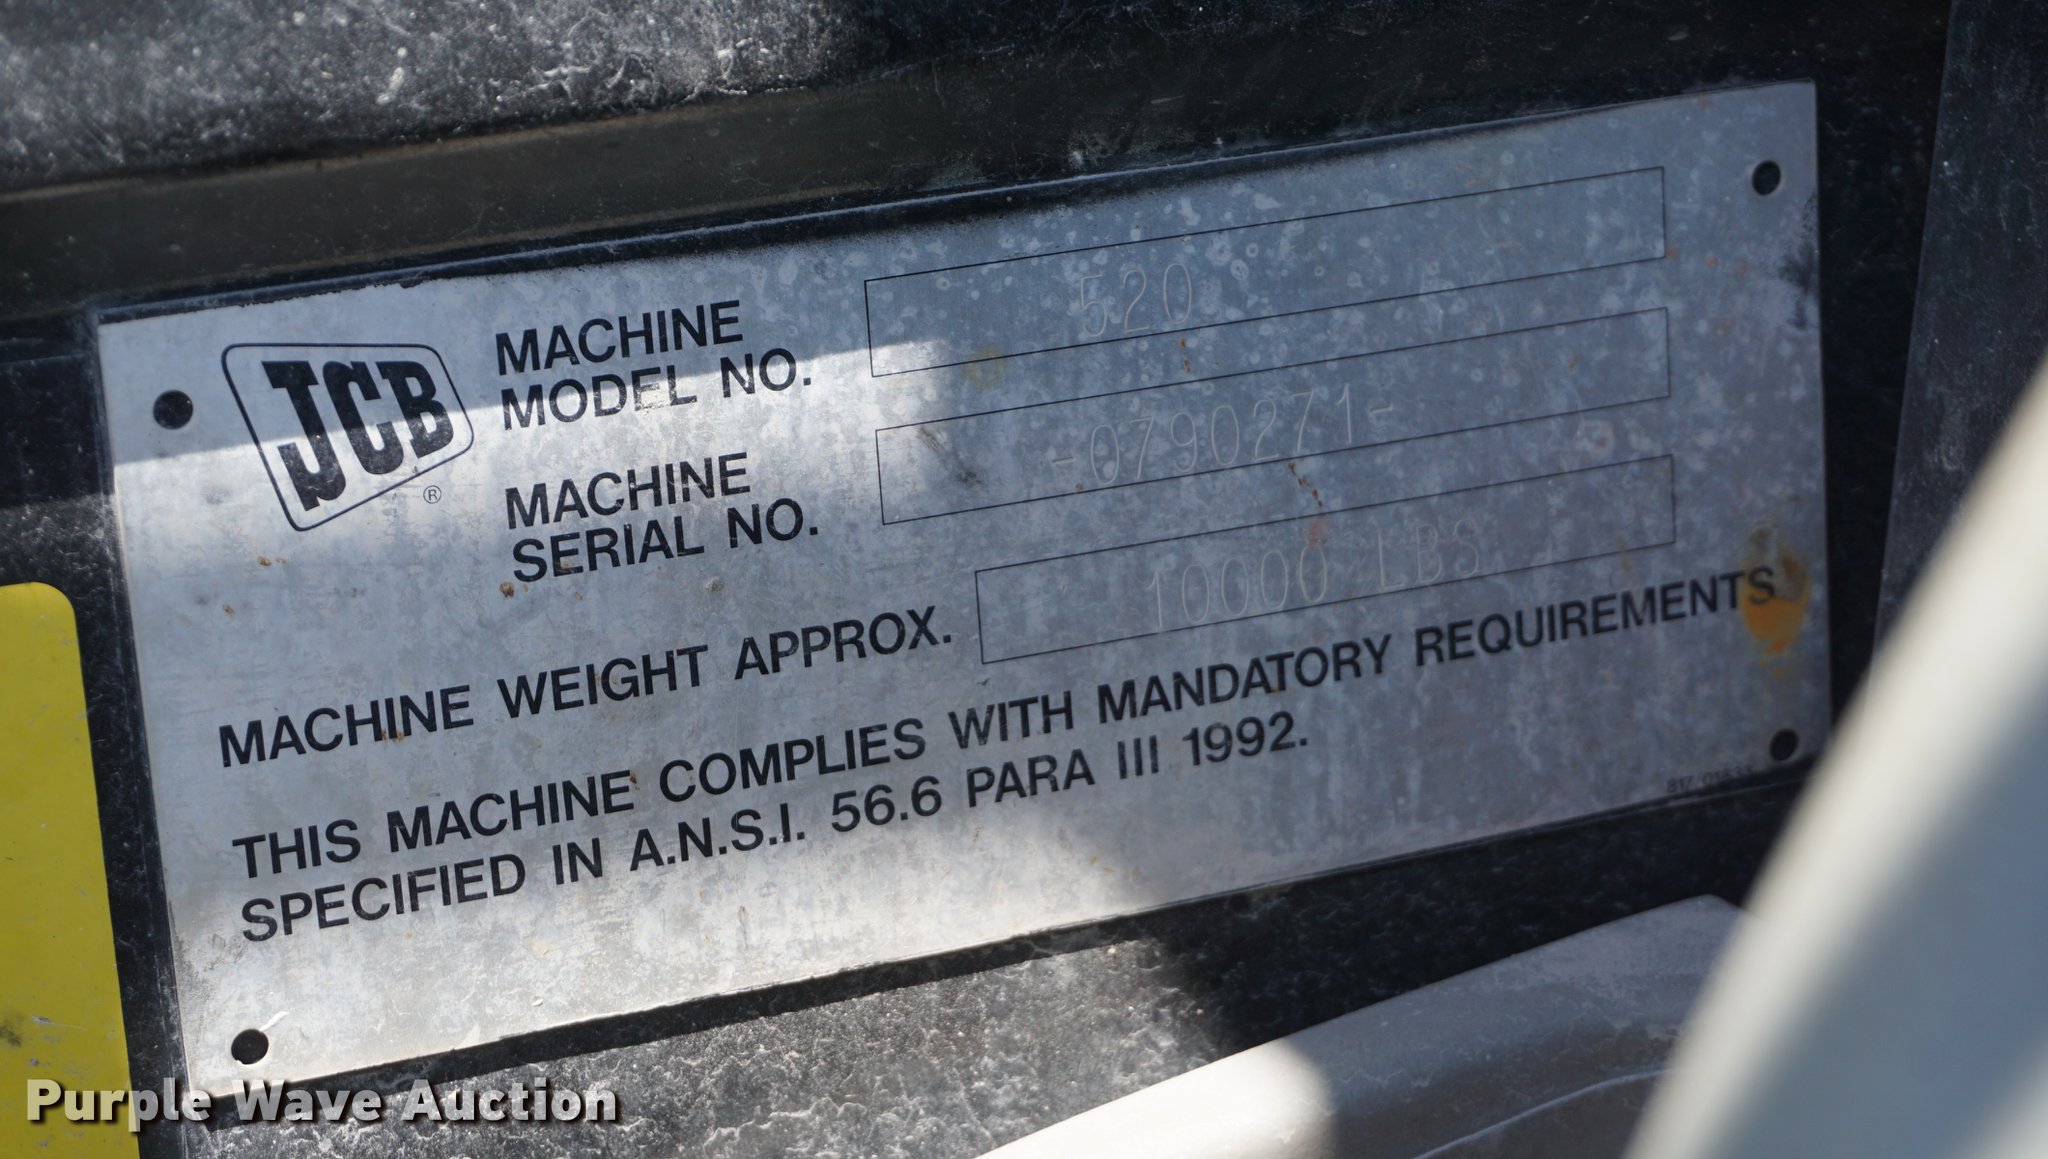 JCB
®
MACHINE
MODEL NO.
520
MACHINE
SERIAL NO.
-0790271-
MACHINE WEIGHT APPROX.
10000 LBS
THIS MACHINE COMPLIES WITH MANDATORY REQUIREMENTS
SPECIFIED IN A.N.S.I. 56.6 PARA III 1992.
Purple Wave Auction